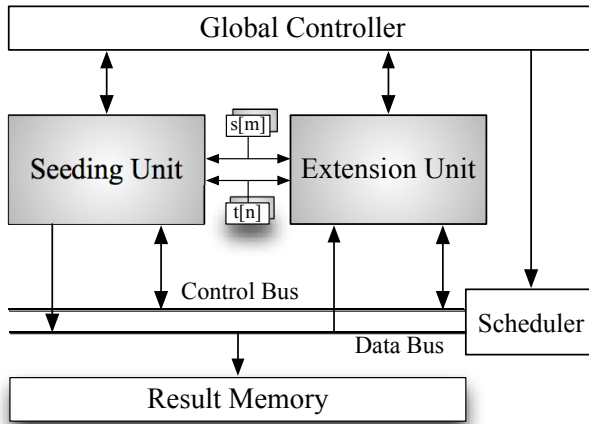 Global Controller
s[m]
Seeding Unit
Extension Unit
t[n]
Control Bus
Scheduler
Data Bus
Result Memory